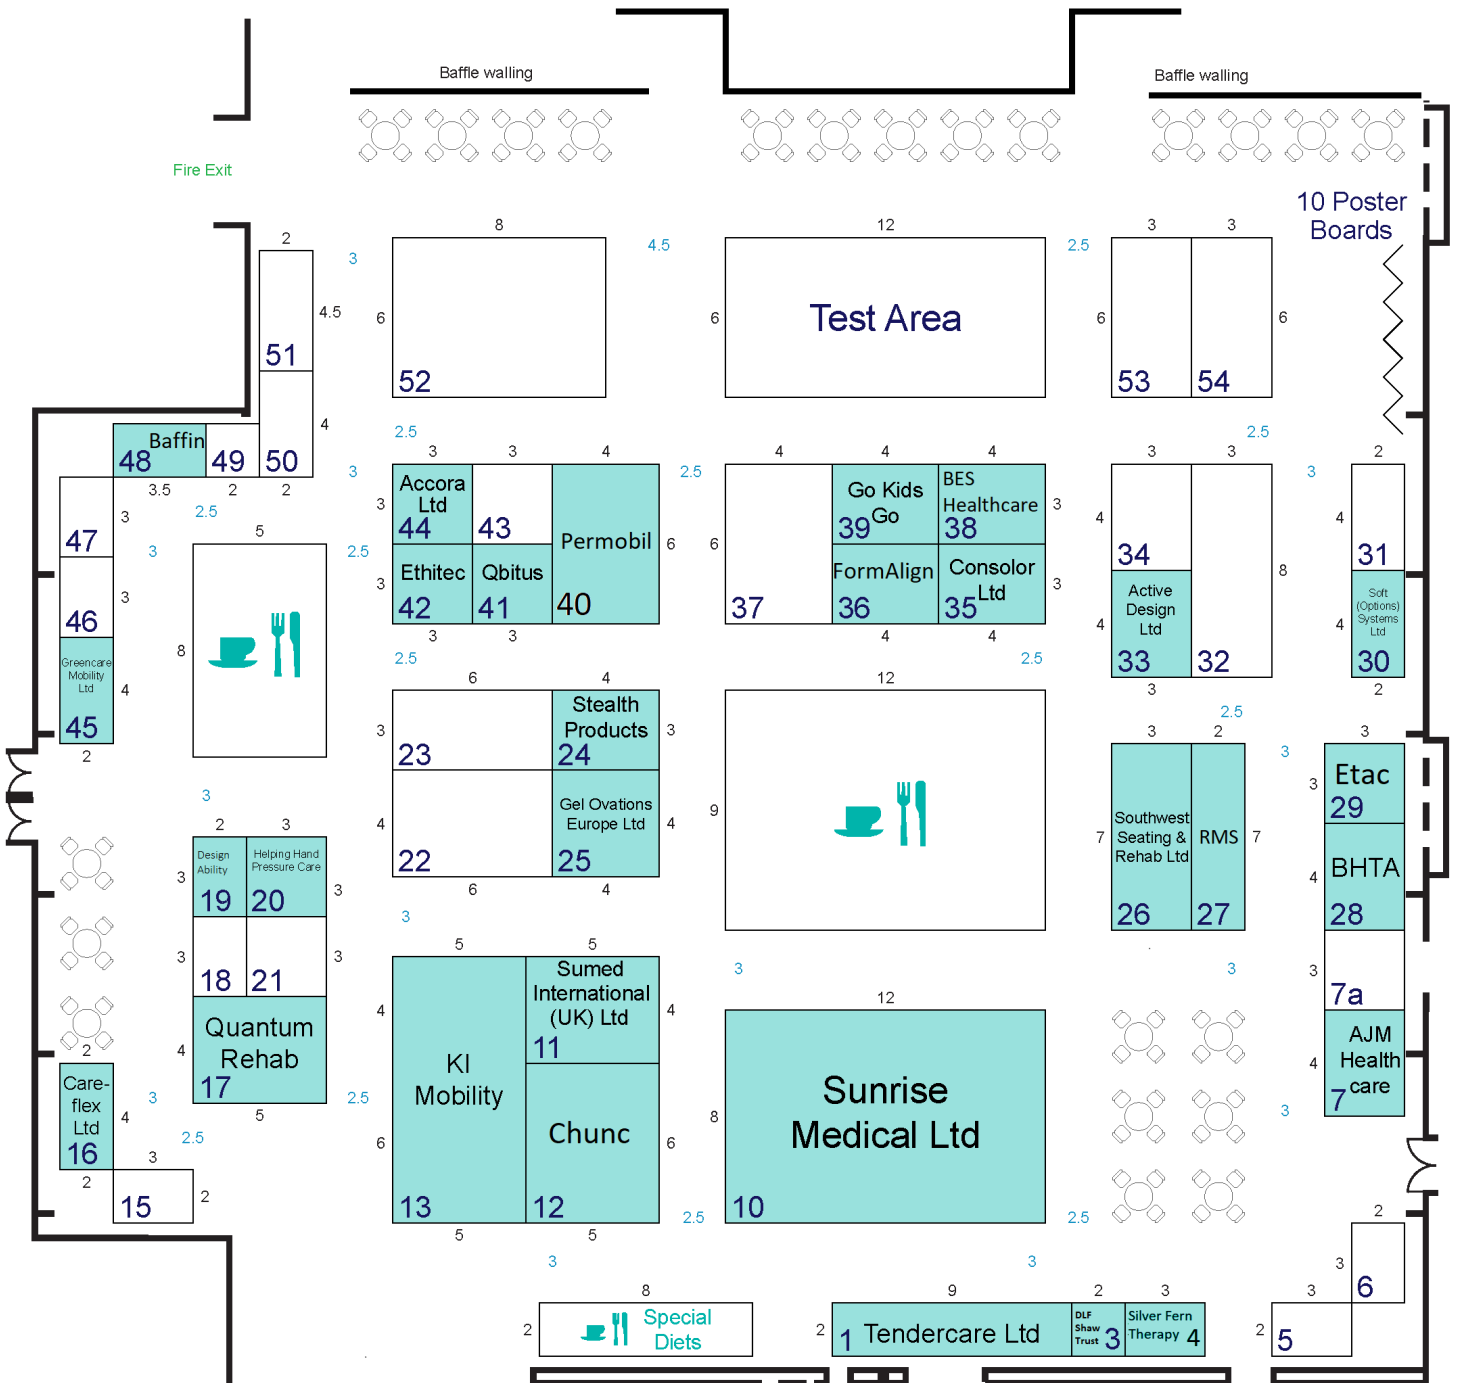 Baffle walling
Baffle walling
Fire Exit
10 Poster
Boards
2
3
8
4.5
12
2.5
3
3
4.5
6
6
6
6
Test Area
51
52
53
54
4
2.5
2.5
Baffin
48
49
50
3.5
2
2
3
3
3
4
2.5
4
4
4
3
3
3
2
2.5
5
Accora
Ltd
44
43
3
Permobil
40
6
6
Go Kids
Go
39
BES
Healthcare
38
3
4
34
8
4
31
47
3
3
2.5
Ethitec
42
Qbitus
41
3
3
3
37
FormAlign
36
Consolor
Ltd
35
3
4
4
Active
Design
Ltd
33
4
32
3
Soft
(Options)
Systems
Ltd
30
4
2
46
3
Greencare
Mobility
Ltd
45
4
2
8
2.5
2.5
2.5
6
4
12
3
23
Stealth
Products
24
3
4
22
Gel Ovations
Europe Ltd
25
4
6
4
9
3
2
3
3
Southwest
Seating &
Rehab Ltd
26
7
RMS
27
7
3
Etac
29
3
BHTA
28
4
7a
3
AJM
Health
care
7
4
3
3
2
3
Design
Ability
19
3
Helping Hand
Pressure Care
20
3
18
3
21
3
Quantum
Rehab
17
4
5
3
5
5
4
KI
Mobility
13
6
5
Sumed
International
(UK) Ltd
11
4
Chunc
12
6
5
3
3
12
Sunrise
Medical Ltd
10
8
2
Care-
flex
Ltd
16
4
2
3
2.5
2.5
3
15
2
2.5
2.5
3
3
8
2
Special
Diets
9
2
1 Tendercare Ltd
2
DLF
Shaw
Trust 3
3
Silver Fern
Therapy 4
2
3
6
3
2
5